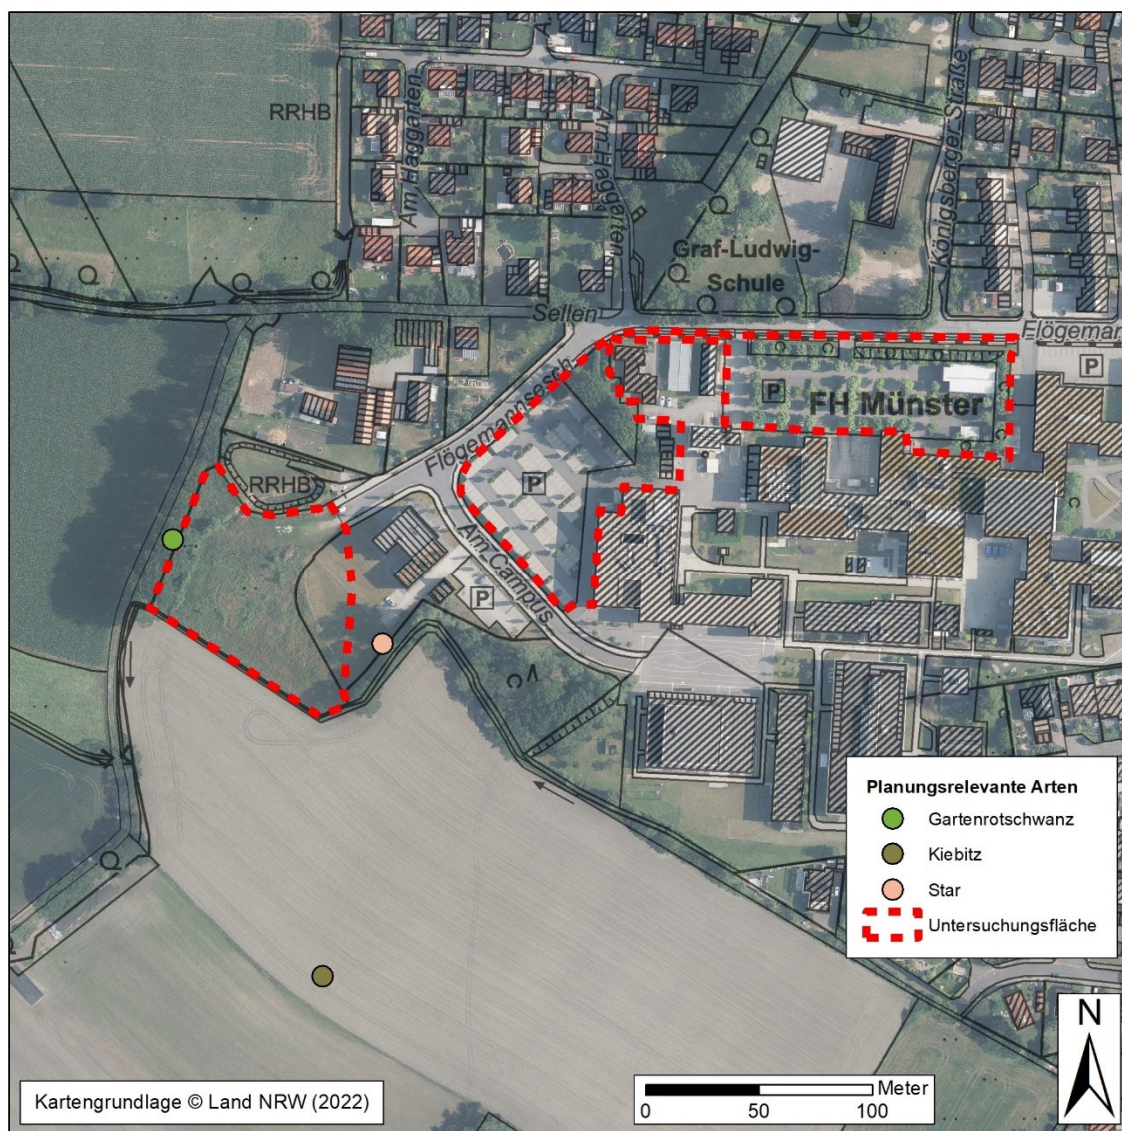 RRHB
Am Haggarten
Am Haggarten
Königsberger Straße
Graf-Ludwig-
Schule
Sellen
Flögemann
Flögemannsesch
P
P
FH Münster
RRHB
P
Am Campus
P
Planungsrelevante Arten
Gartenrotschwanz
Kiebitz
Star
Untersuchungsfläche
N
Kartengrundlage © Land NRW (2022)
Meter
0 50 100